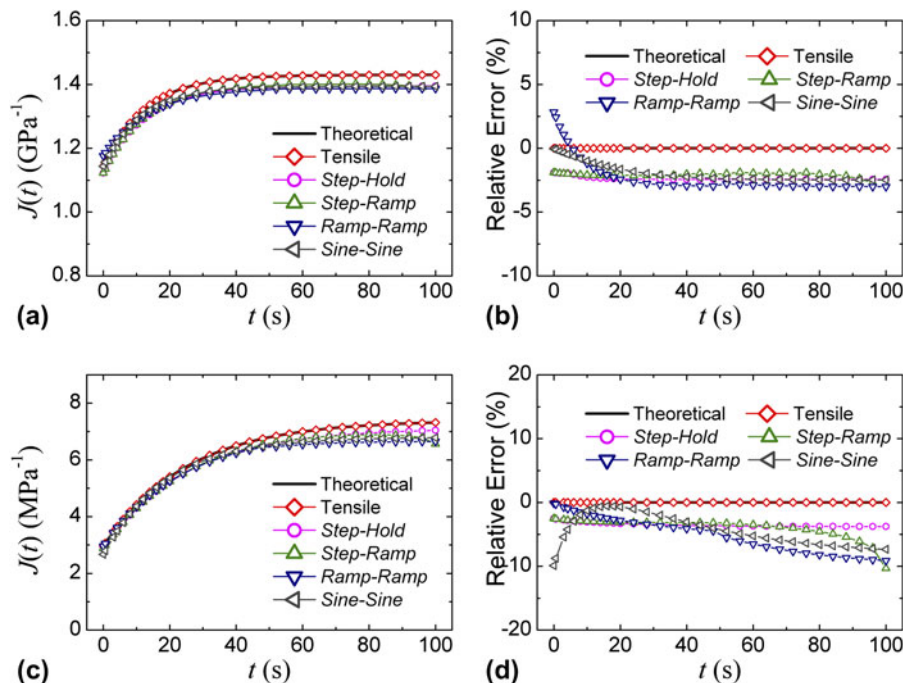 1.6
1.4
1.2
1.0
0.8
J(t) (GPa⁻¹)
Theoretical
Tensile
Step-Hold
Step-Ramp
Ramp-Ramp
Sine-Sine
0 20 40 60 80 100
(a) t (s)
10
5
0
-5
-10
Relative Error (%)
Theoretical Tensile
Step-Hold Step-Ramp
Ramp-Ramp Sine-Sine
0 20 40 60 80 100
(b) t (s)
8
6
4
2
0
J(t) (MPa⁻¹)
Theoretical
Tensile
Step-Hold
Step-Ramp
Ramp-Ramp
Sine-Sine
0 20 40 60 80 100
(c) t (s)
20
10
0
-10
-20
Relative Error (%)
Theoretical Tensile
Step-Hold Step-Ramp
Ramp-Ramp Sine-Sine
0 20 40 60 80 100
(d) t (s)